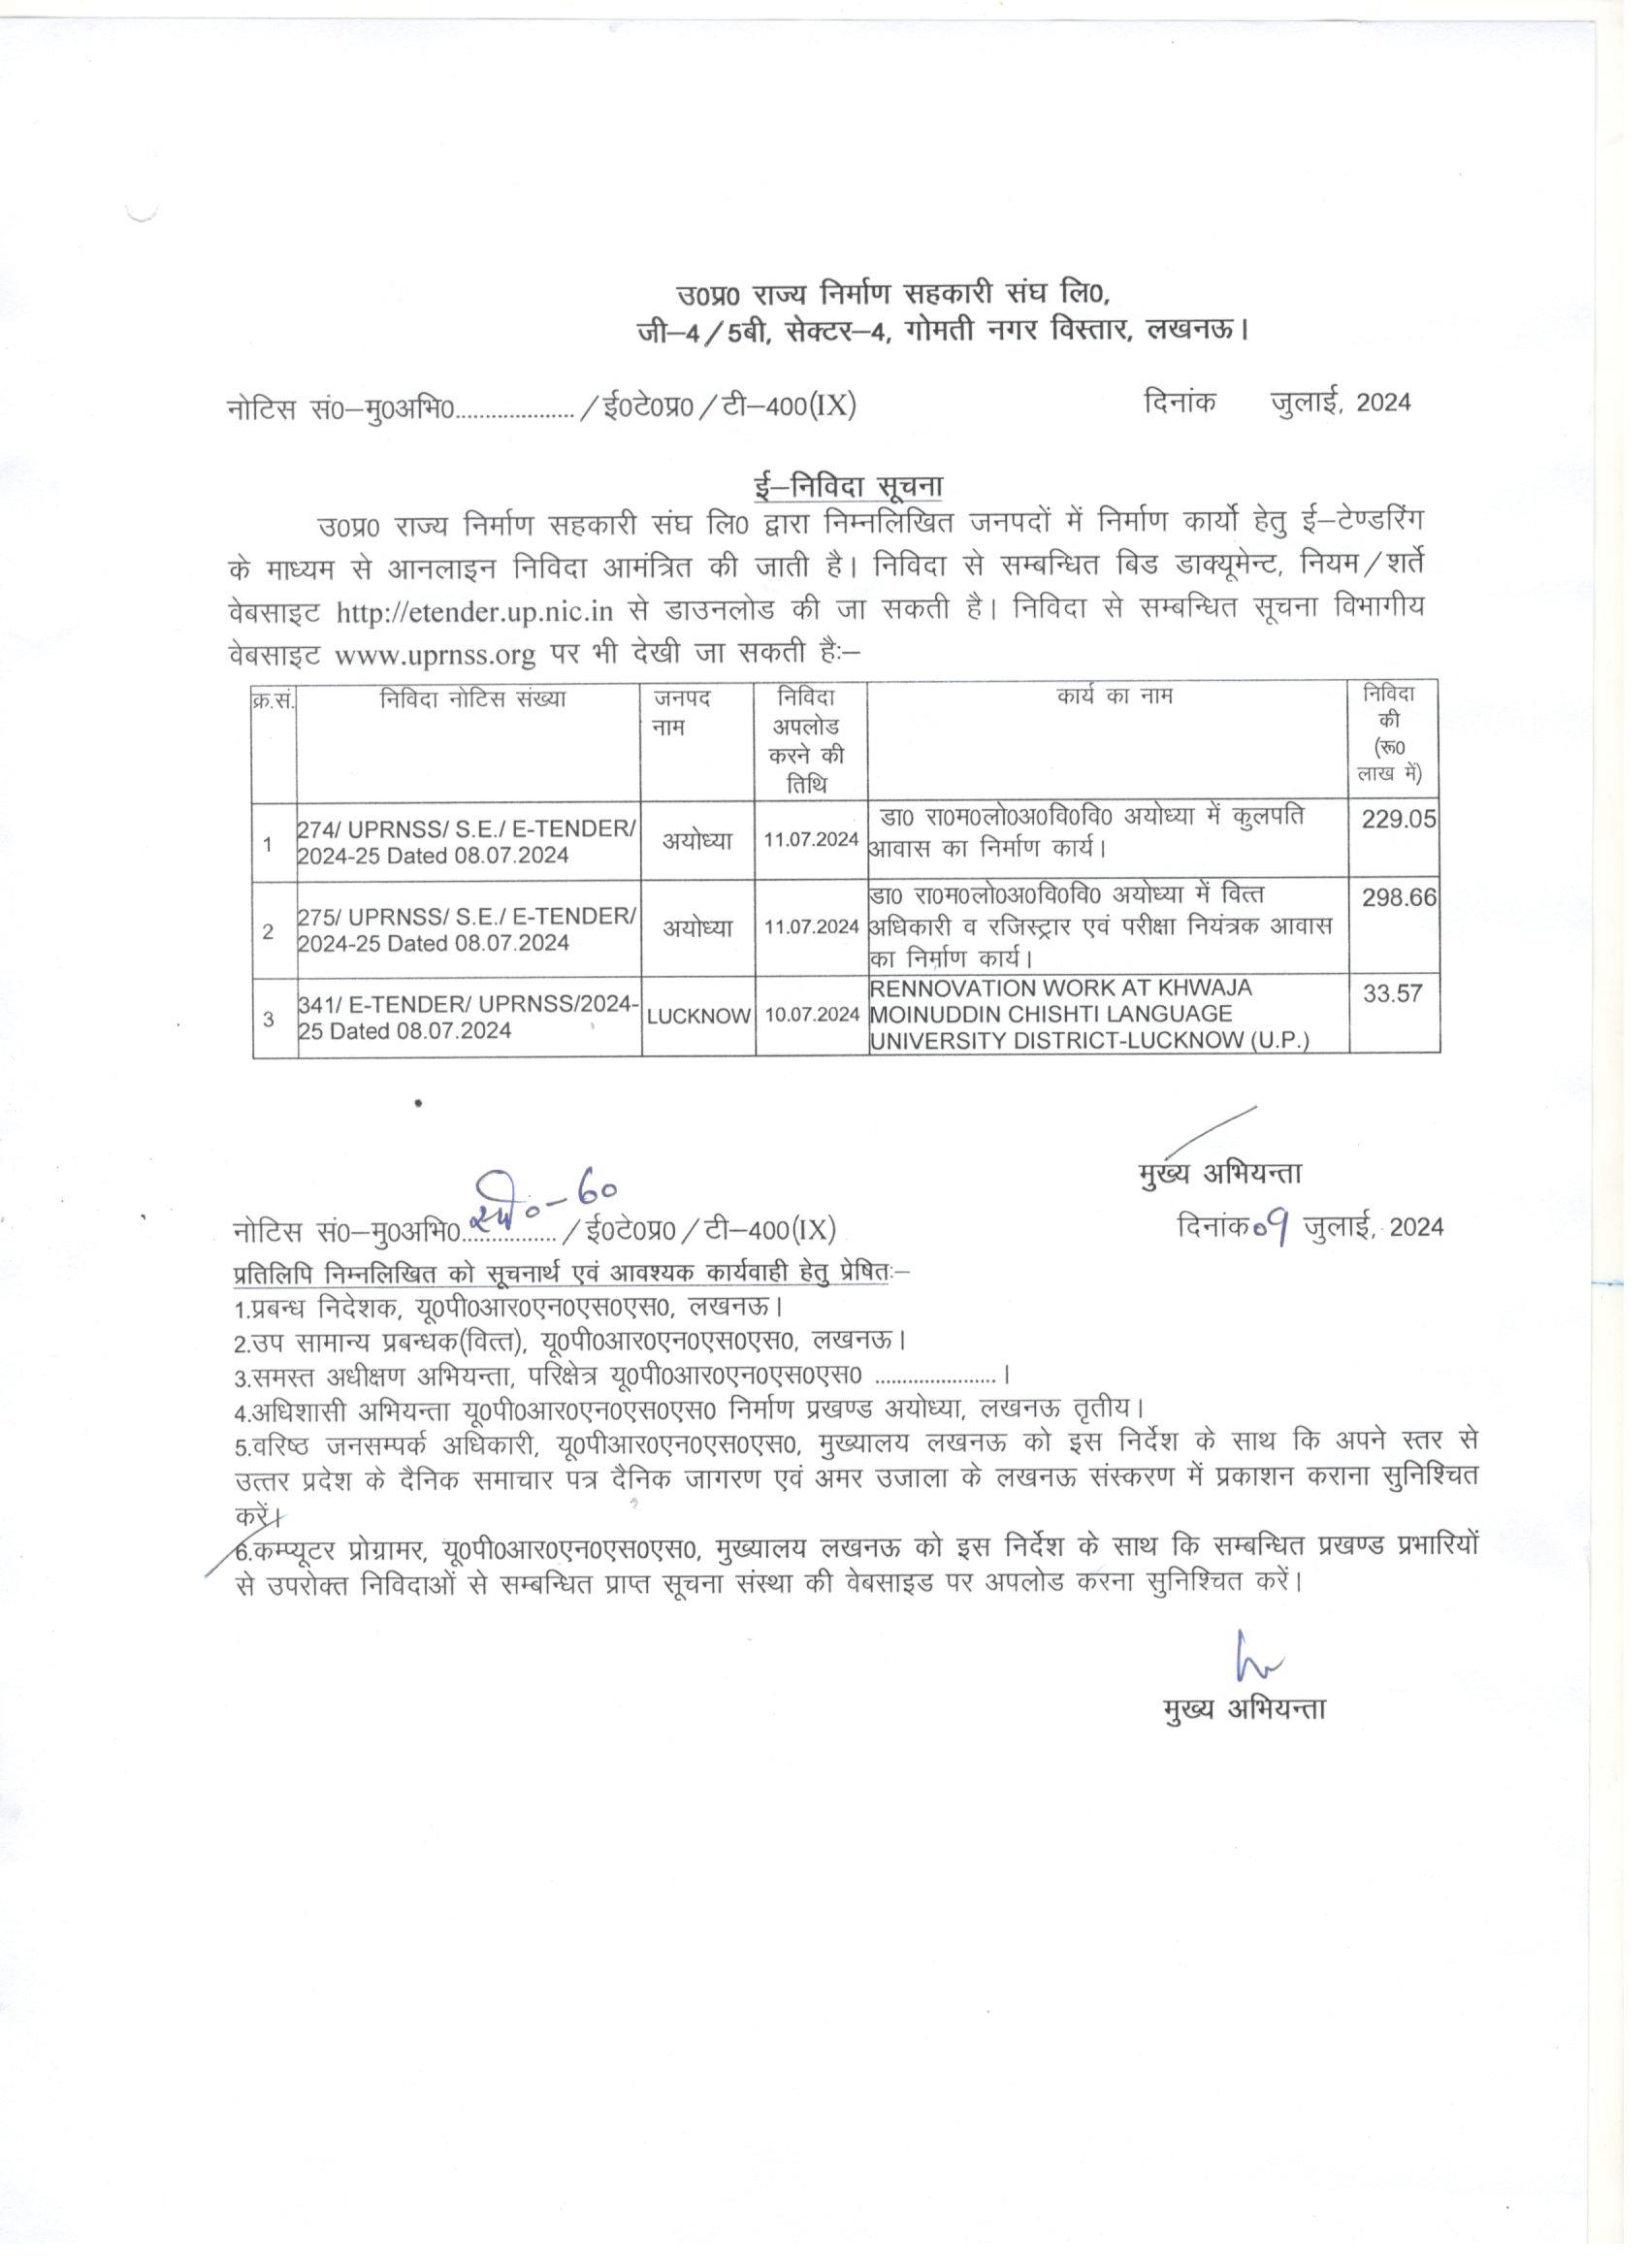 उ0प्र0 राज्य निर्माण सहकारी संघ लि0,
जी–4/5बी, सेक्टर–4, गोमती नगर विस्तार, लखनऊ।
नोटिस सं0–मु0अभि0.................... /ई0टे0प्र0/टी–400(IX) दिनांक जुलाई, 2024
ई–निविदा सूचना
उ0प्र0 राज्य निर्माण सहकारी संघ लि0 द्वारा निम्नलिखित जनपदों में निर्माण कार्यो हेतु ई–टेण्डरिंग
के माध्यम से आनलाइन निविदा आमंत्रित की जाती है। निविदा से सम्बन्धित बिड डाक्यूमेन्ट, नियम/शर्ते
वेबसाइट http://etender.up.nic.in से डाउनलोड की जा सकती है। निविदा से सम्बन्धित सूचना विभागीय
वेबसाइट www.uprnss.org पर भी देखी जा सकती हैः–
क्र.सं. निविदा नोटिस संख्या जनपद नाम निविदा अपलोड करने की तिथि कार्य का नाम निविदा की (रू0 लाख में)
1 274/ UPRNSS/ S.E./ E-TENDER/ 2024-25 Dated 08.07.2024 अयोध्या 11.07.2024 डा0 रा0म0लो0अ0वि0वि0 अयोध्या में कुलपति आवास का निर्माण कार्य। 229.05
2 275/ UPRNSS/ S.E./ E-TENDER/ 2024-25 Dated 08.07.2024 अयोध्या 11.07.2024 डा0 रा0म0लो0अ0वि0वि0 अयोध्या में वित्त अधिकारी व रजिस्ट्रार एवं परीक्षा नियंत्रक आवास का निर्माण कार्य। 298.66
3 341/ E-TENDER/ UPRNSS/2024-25 Dated 08.07.2024 LUCKNOW 10.07.2024 RENNOVATION WORK AT KHWAJA MOINUDDIN CHISHTI LANGUAGE UNIVERSITY DISTRICT-LUCKNOW (U.P.) 33.57
मुख्य अभियन्ता
नोटिस सं0–मु0अभि0................ 60 /ई0टे0प्र0/टी–400(IX) दिनांक 09 जुलाई, 2024
प्रतिलिपि निम्नलिखित को सूचनार्थ एवं आवश्यक कार्यवाही हेतु प्रेषितः–
1.प्रबन्ध निदेशक, यू0पी0आर0एन0एस0एस0, लखनऊ।
2.उप सामान्य प्रबन्धक(वित्त), यू0पी0आर0एन0एस0एस0, लखनऊ।
3.समस्त अधीक्षण अभियन्ता, परिक्षेत्र यू0पी0आर0एन0एस0एस0 ......................।
4.अधिशासी अभियन्ता यू0पी0आर0एन0एस0एस0 निर्माण प्रखण्ड अयोध्या, लखनऊ तृतीय।
5.वरिष्ठ जनसम्पर्क अधिकारी, यू0पीआर0एन0एस0एस0, मुख्यालय लखनऊ को इस निर्देश के साथ कि अपने स्तर से
उत्तर प्रदेश के दैनिक समाचार पत्र दैनिक जागरण एवं अमर उजाला के लखनऊ संस्करण में प्रकाशन कराना सुनिश्चित
करें।
6.कम्प्यूटर प्रोग्रामर, यू0पी0आर0एन0एस0एस0, मुख्यालय लखनऊ को इस निर्देश के साथ कि सम्बन्धित प्रखण्ड प्रभारियों
से उपरोक्त निविदाओं से सम्बन्धित प्राप्त सूचना संस्था की वेबसाइड पर अपलोड करना सुनिश्चित करें।
मुख्य अभियन्ता